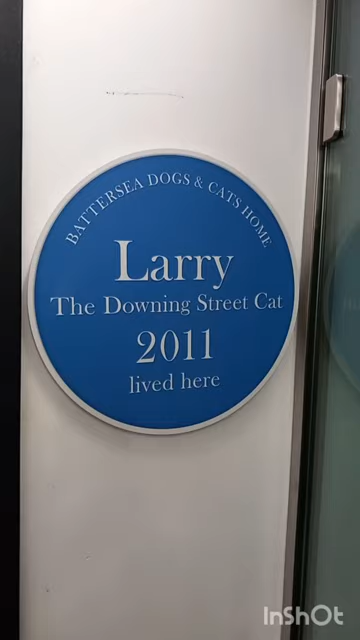 BATTERSEA DOGS & CATS HOME
Larry
The Downing Street Cat
2011
lived here
InShOt